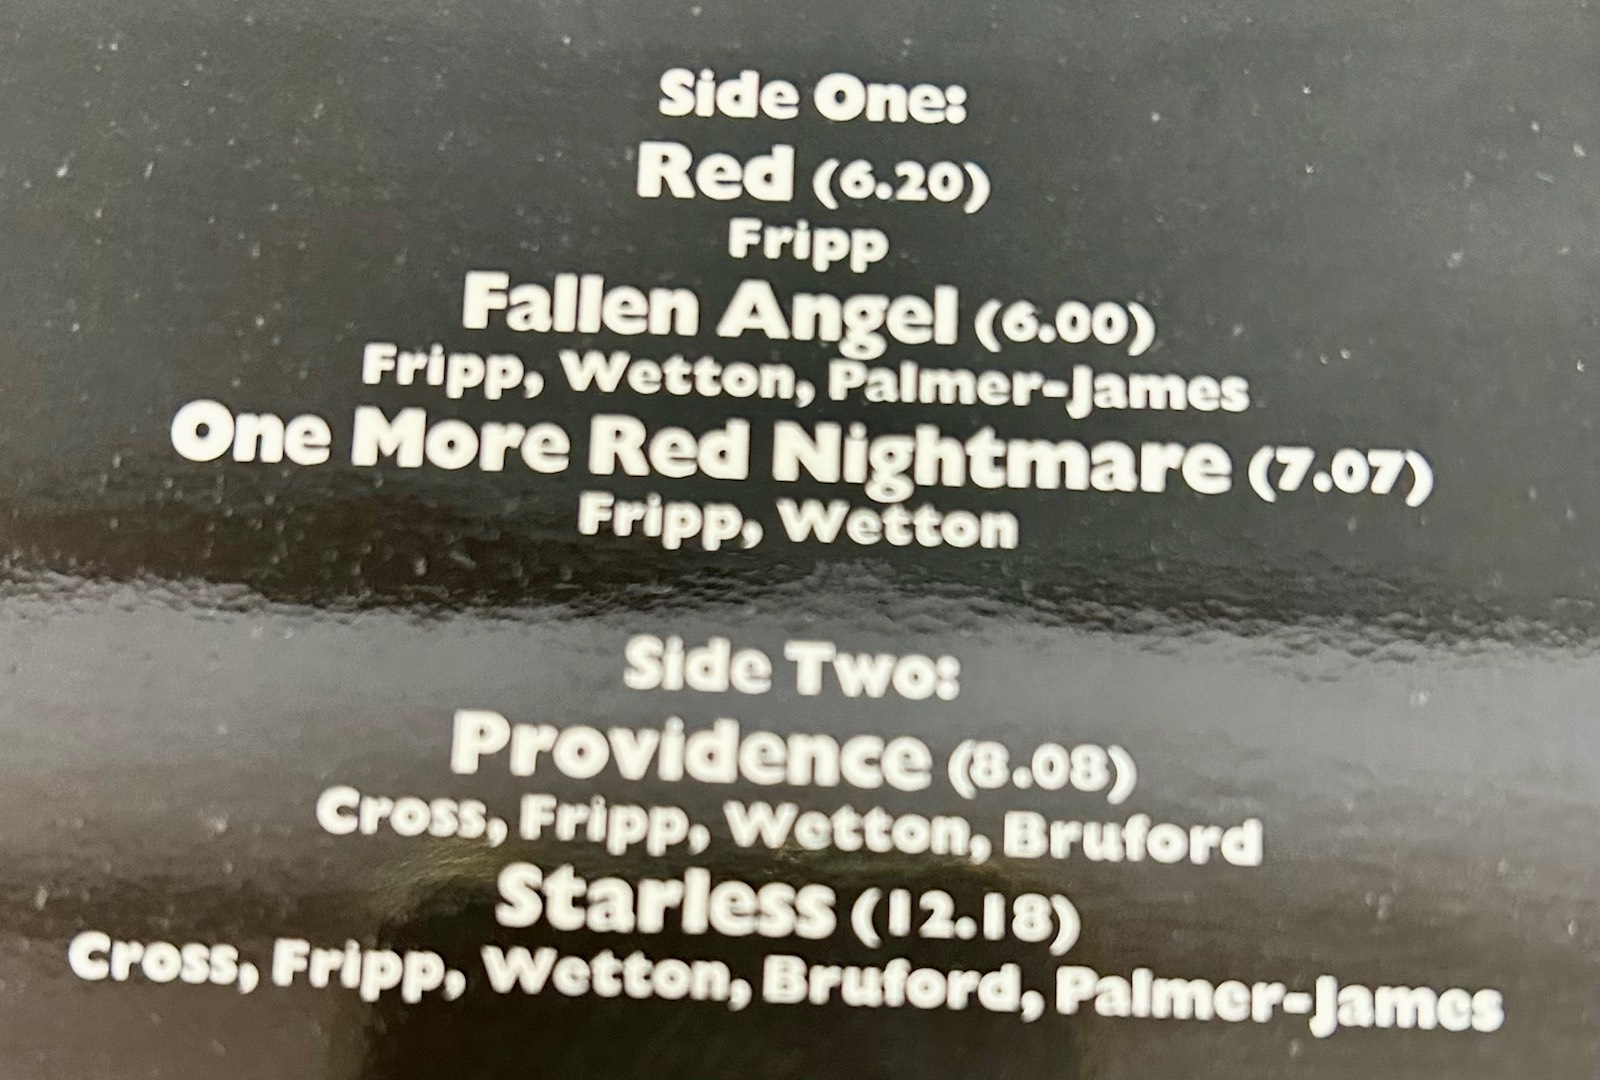 Side One:
Red (6.20)
Fripp
Fallen Angel (6.00)
Fripp, Wetton, Palmer-James
One More Red Nightmare (7.07)
Fripp, Wetton
Side Two:
Providence (8.08)
Cross, Fripp, Wetton, Bruford
Starless (12.18)
Cross, Fripp, Wetton, Bruford, Palmer-James